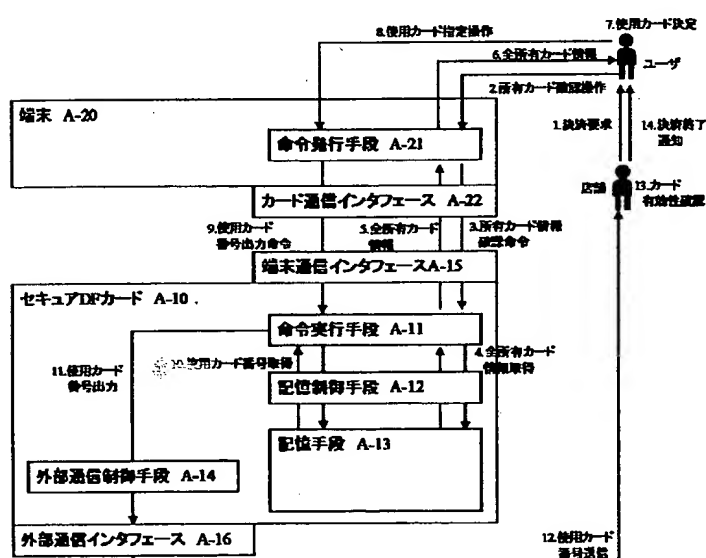 8.使用カード指定操作
7.使用カード決定
6.全所有カード情報
ユーザ
2.所有カード確認操作
端末 A-20
命令発行手段 A-21
1.決済要求
14.決済終了
通知
カード通信インタフェース A-22
店舗
13.カード
有効性確認
9.使用カード
番号出力命令
5.全所有カード
情報
3.所有カード情報
確認命令
端末通信インタフェースA-15
セキュアDFカード A-10
命令実行手段 A-11
11.使用カード
番号出力
10.使用カード番号取得
4.全所有カード
情報取得
記憶制御手段 A-12
記憶手段 A-13
外部通信制御手段 A-14
外部通信インタフェース A-16
12.使用カード
番号送信